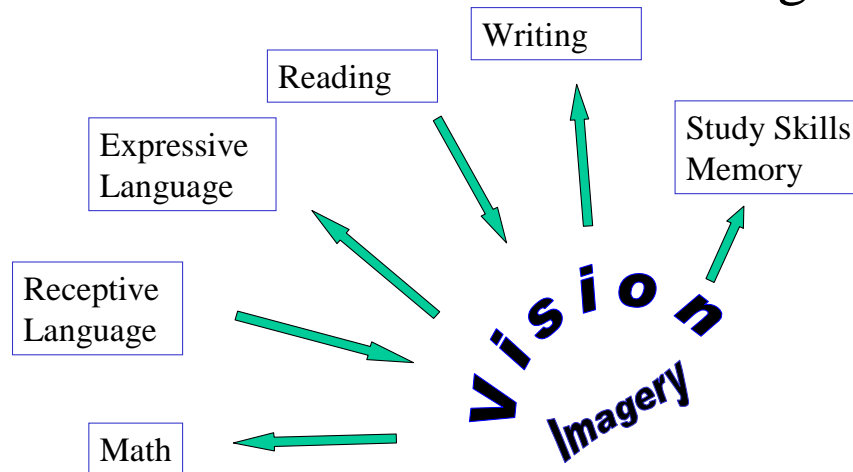 g
Writing
Reading
Study Skills
Memory
Expressive
Language
Receptive
Language
Vision
Imagery
Math